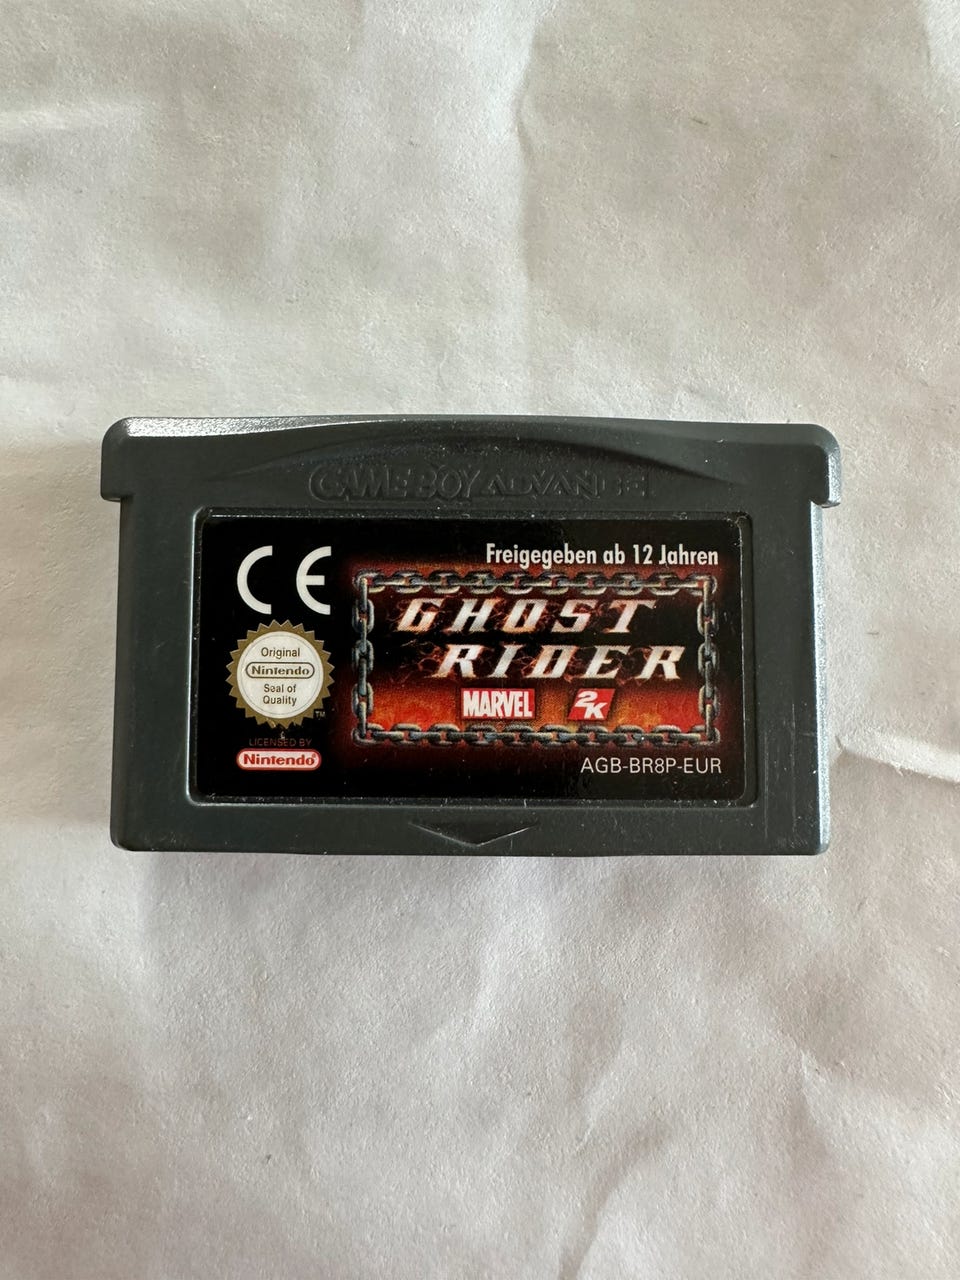 GAME BOY ADVANCE
CE
Freigegeben ab 12 Jahren
GHOST
RIDER
MARVEL 2K
Original
Nintendo
Seal of
Quality
TM
LICENSED BY
Nintendo®
AGB-BR8P-EUR